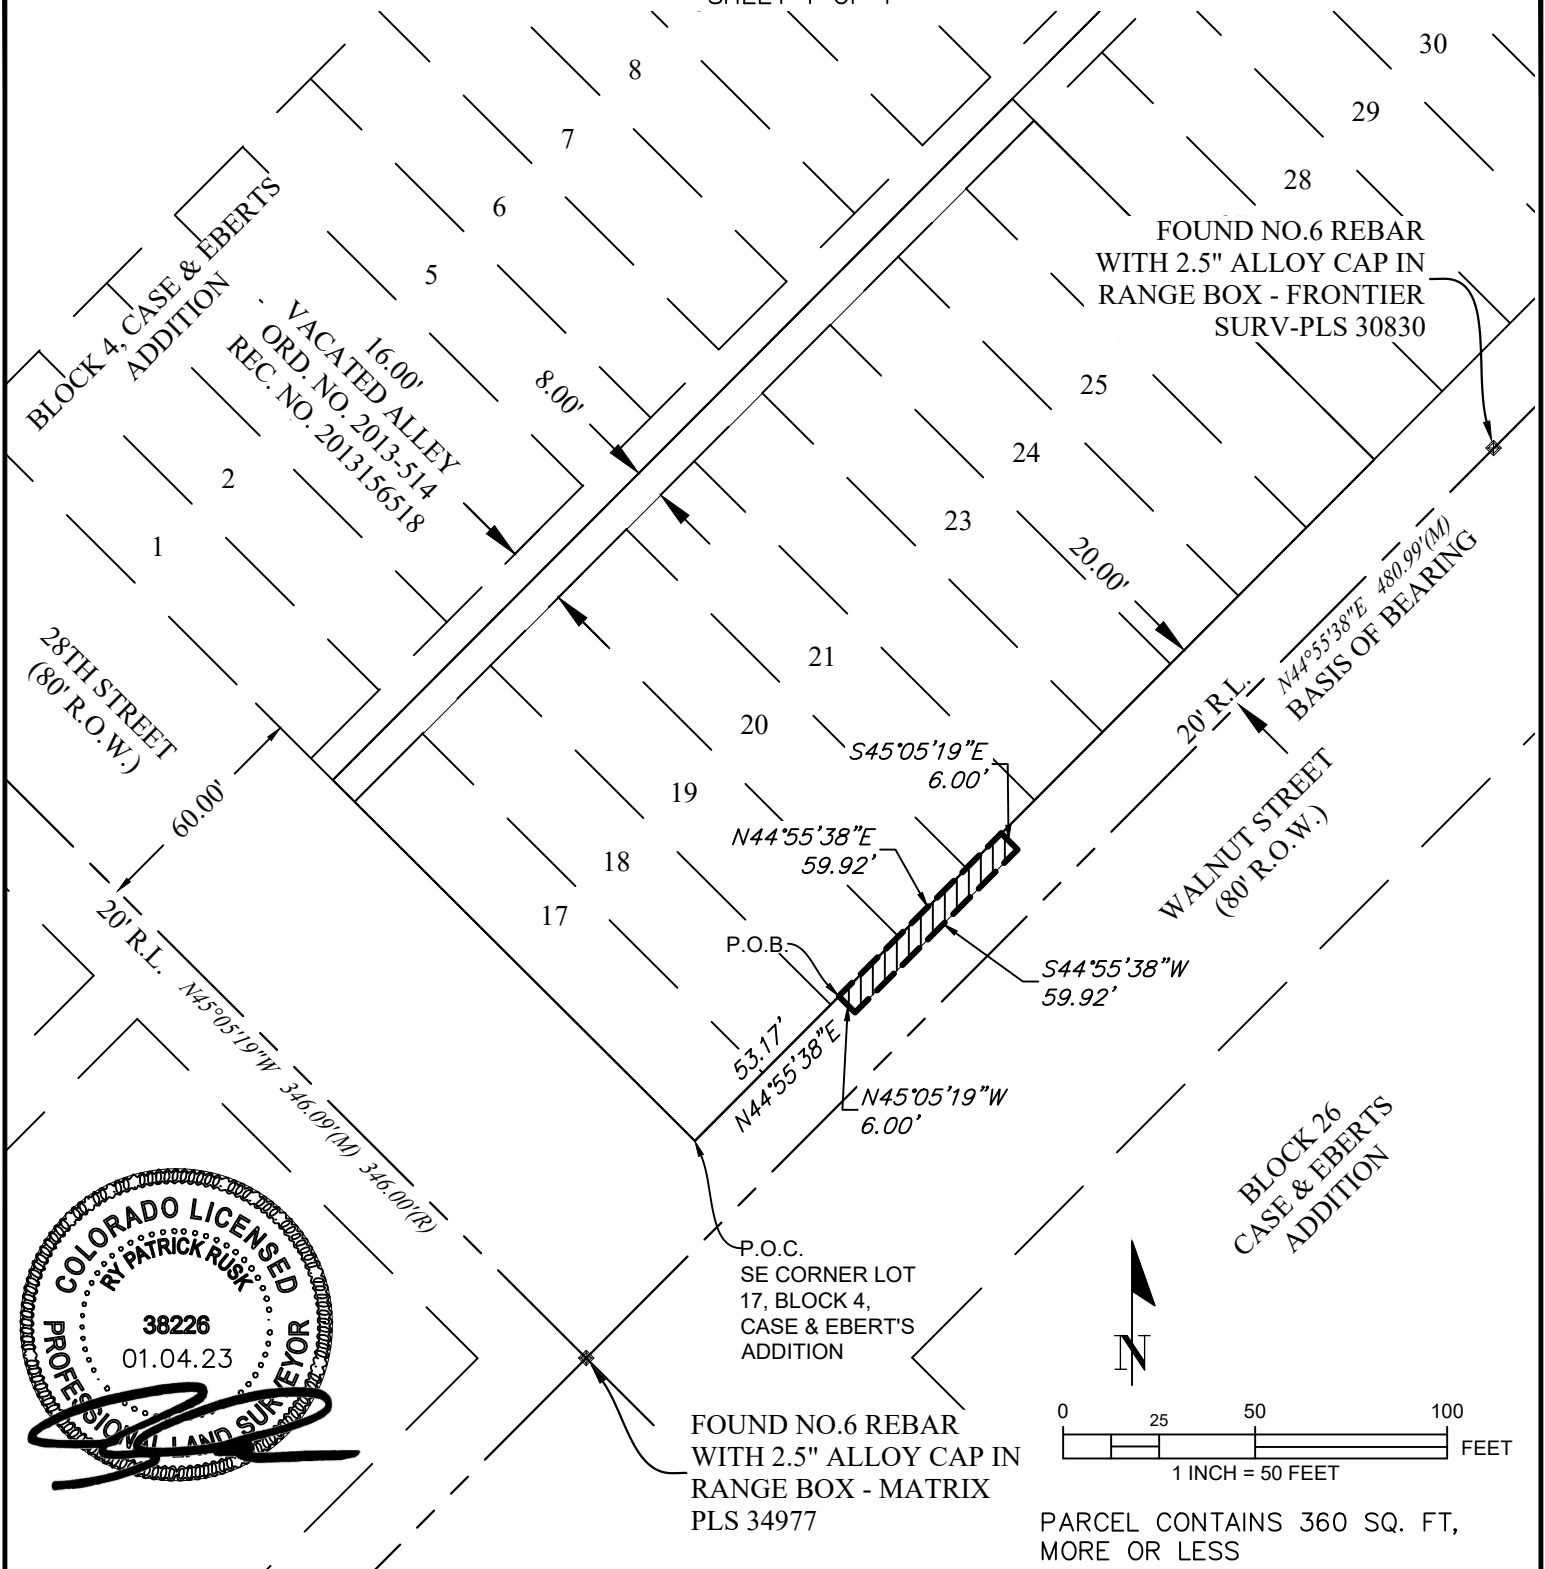 8
7
6
5
2
1
30
29
28
25
24
23
21
20
19
18
17
FOUND NO.6 REBAR
WITH 2.5" ALLOY CAP IN
RANGE BOX - FRONTIER
SURV-PLS 30830
BLOCK 4, CASE & EBERTS
ADDITION
16.00'
VACATED ALLEY
ORD. NO. 2013-514
REC. NO. 2013156518
8.00'
20.00'
28TH STREET
(80' R.O.W.)
60.00'
20' R.L.
N45°05'19"W 346.09'(M) 346.00'(R)
N44°55'38"E 480.99'(M)
BASIS OF BEARING
20' R.L.
WALNUT STREET
(80' R.O.W.)
S45°05'19"E
6.00'
N44°55'38"E
59.92'
P.O.B.
S44°55'38"W
59.92'
53.17'
N44°55'38"E
N45°05'19"W
6.00'
BLOCK 26
CASE & EBERTS
ADDITION
P.O.C.
SE CORNER LOT
17, BLOCK 4,
CASE & EBERT'S
ADDITION
COLORADO LICENSED
RY PATRICK RUSK
38226
01.04.23
PROFESSIONAL LAND SURVEYOR
FOUND NO.6 REBAR
WITH 2.5" ALLOY CAP IN
RANGE BOX - MATRIX
PLS 34977
N
0 25 50 100
FEET
1 INCH = 50 FEET
PARCEL CONTAINS 360 SQ. FT,
MORE OR LESS